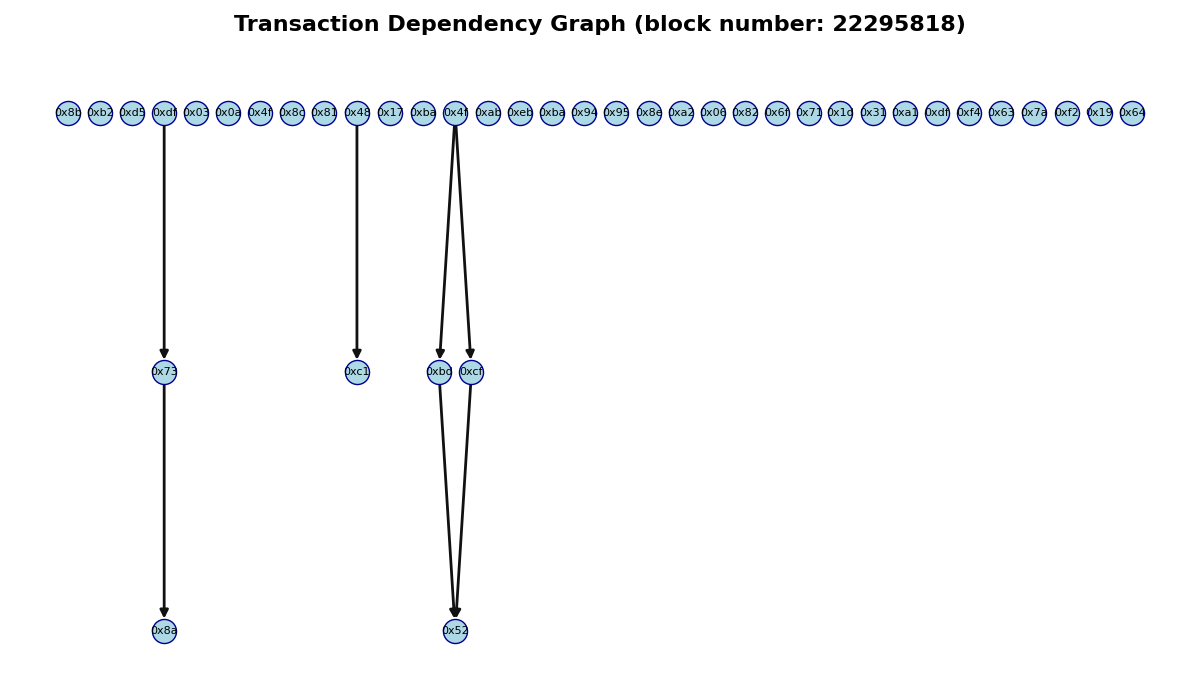 Transaction Dependency Graph (block number: 22295818)
0x8b 0xb2 0xd5 0xdf 0x03 0x0a 0x4f 0x8c 0x81 0x48 0x17 0xba 0x4f 0xab 0xeb 0xba 0x94 0x95 0x8e 0xa2 0x06 0x82 0x6f 0x71 0x1d 0x31 0xa1 0xdf 0xf4 0x63 0x7a 0xf2 0x19 0x64
0x73 0xc1 0xbd 0xcf
0x8a 0x52